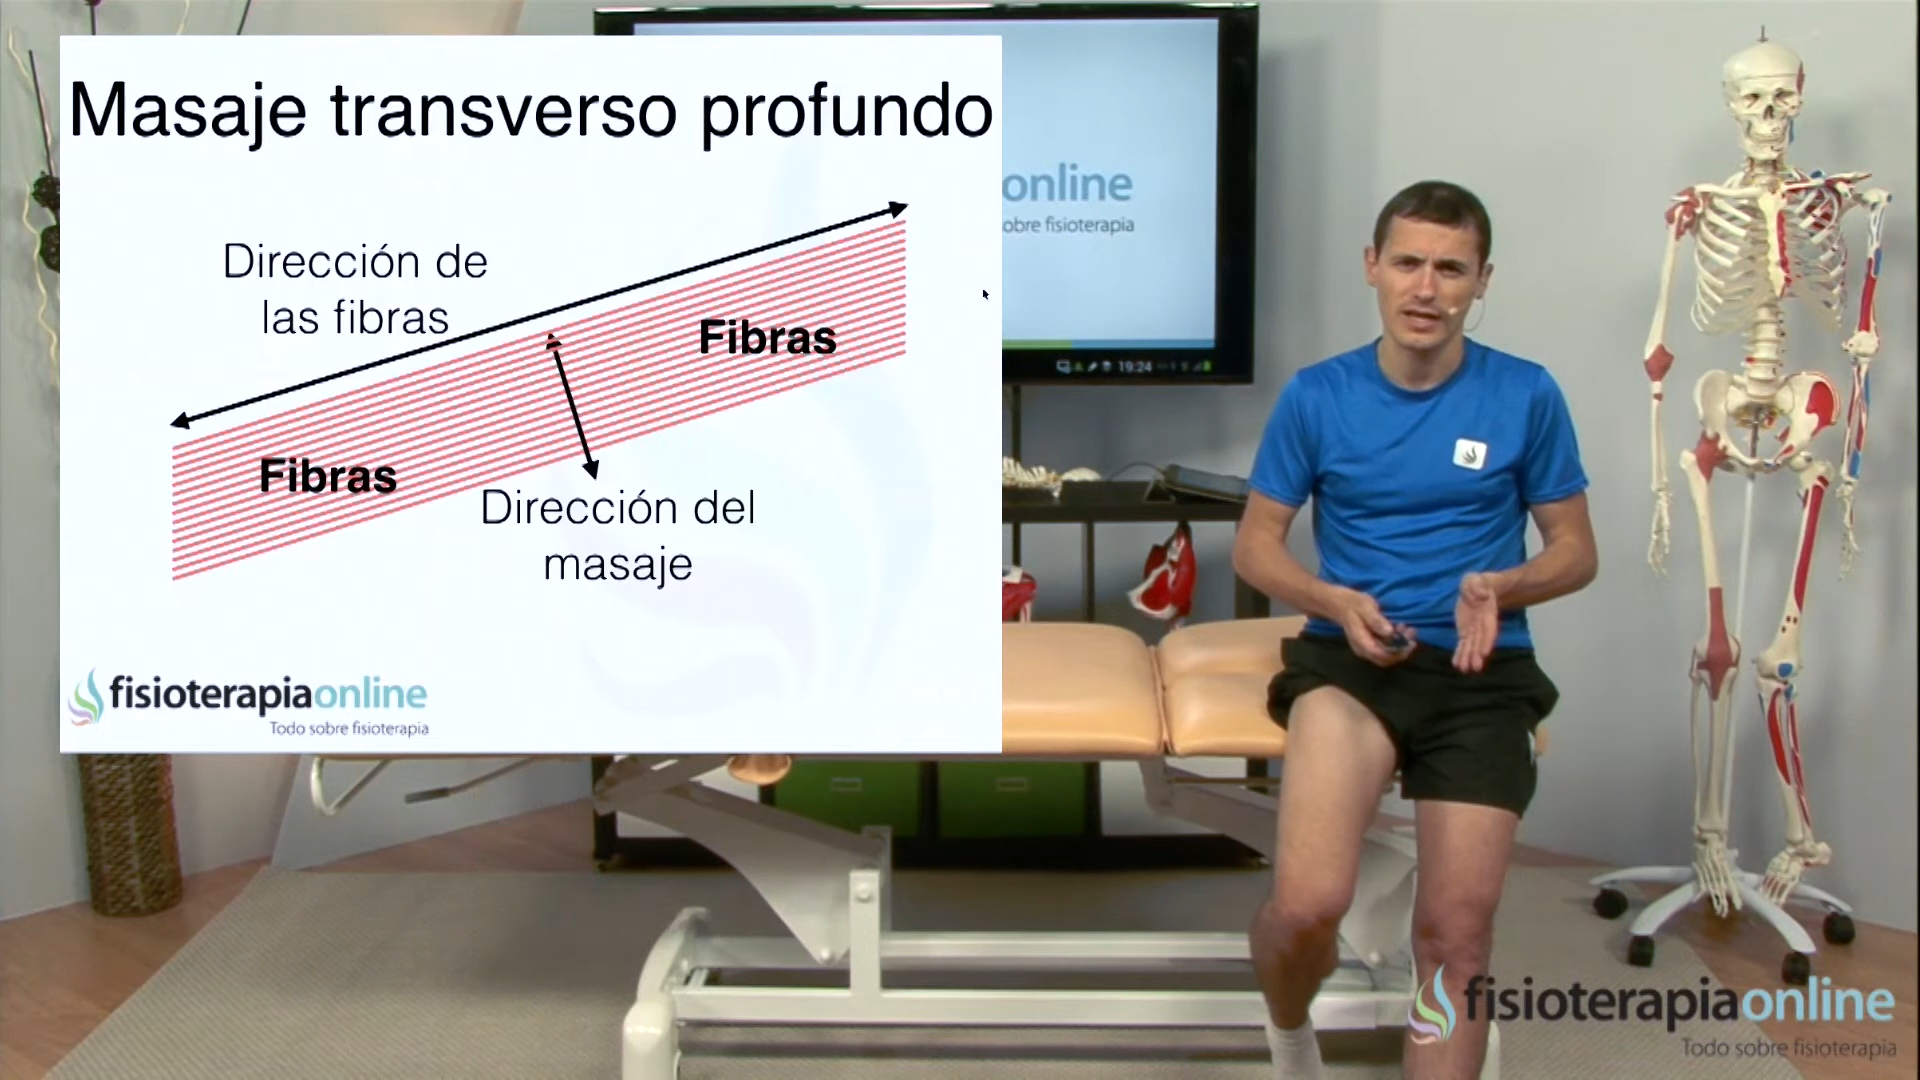 Masaje transverso profundo
Dirección de
las fibras
Fibras
Fibras
Dirección del
masaje
fisioterapiaonline
Todo sobre fisioterapia
online
obre fisioterapia
19:24
fisioterapiaonline
Todo sobre fisioterapia